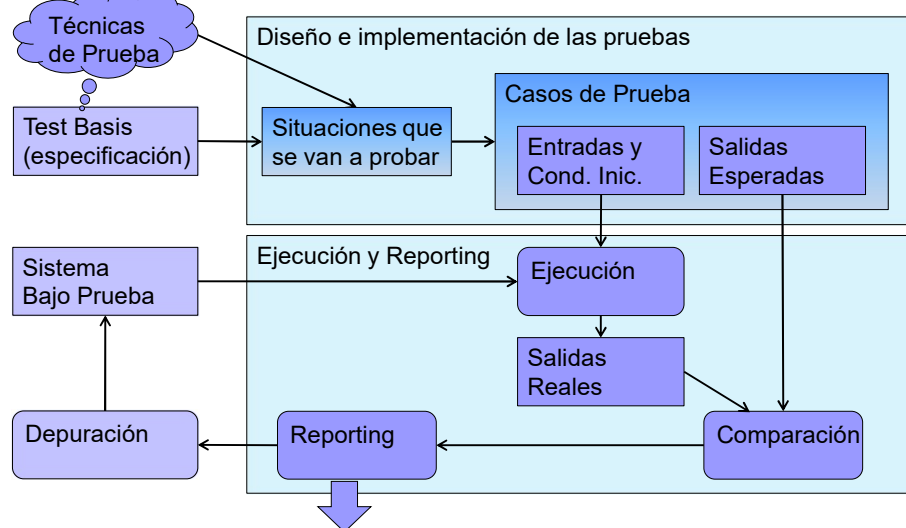 Técnicas
de Prueba
Diseño e implementación de las pruebas
Test Basis
(especificación)
Situaciones que
se van a probar
Casos de Prueba
Entradas y
Cond. Inic.
Salidas
Esperadas
Ejecución y Reporting
Sistema
Bajo Prueba
Ejecución
Salidas
Reales
Depuración
Reporting
Comparación